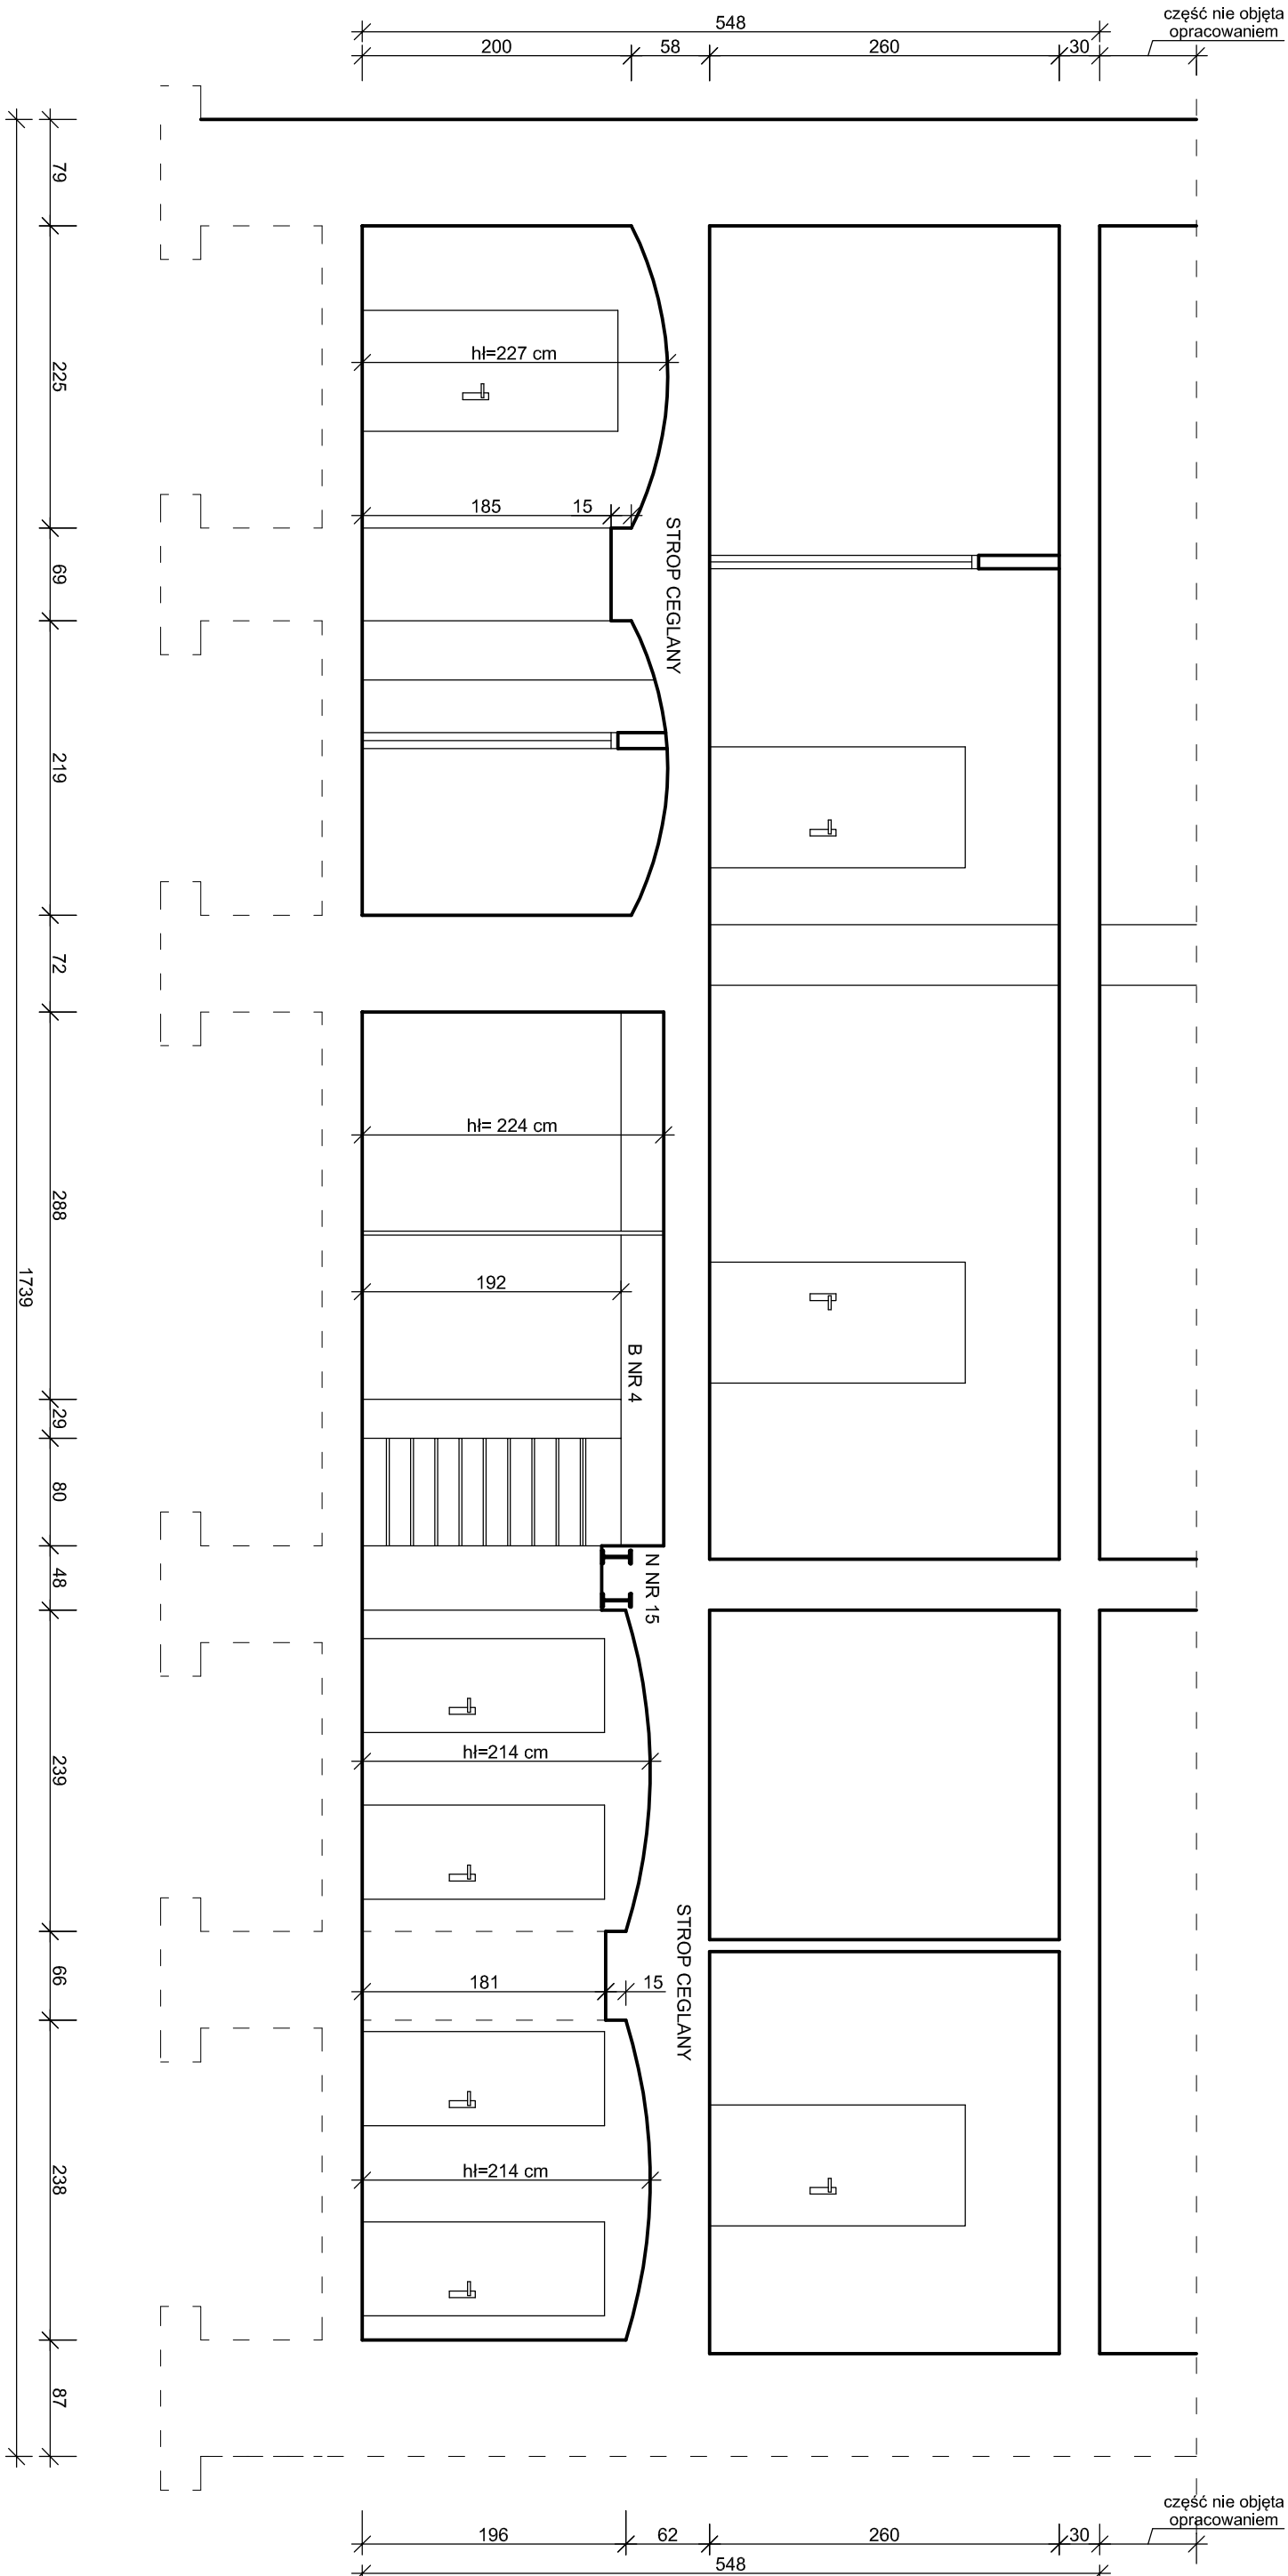 część nie objęta
opracowaniem
548
200
58
260
30
79
225
hł=227 cm
185
15
STROP CEGLANY
69
219
72
hł= 224 cm
288
192
1739
B NR 4
29
80
N NR 15
48
hł=214 cm
239
STROP CEGLANY
66
181
15
hł=214 cm
238
87
część nie objęta
opracowaniem
196
62
260
30
548